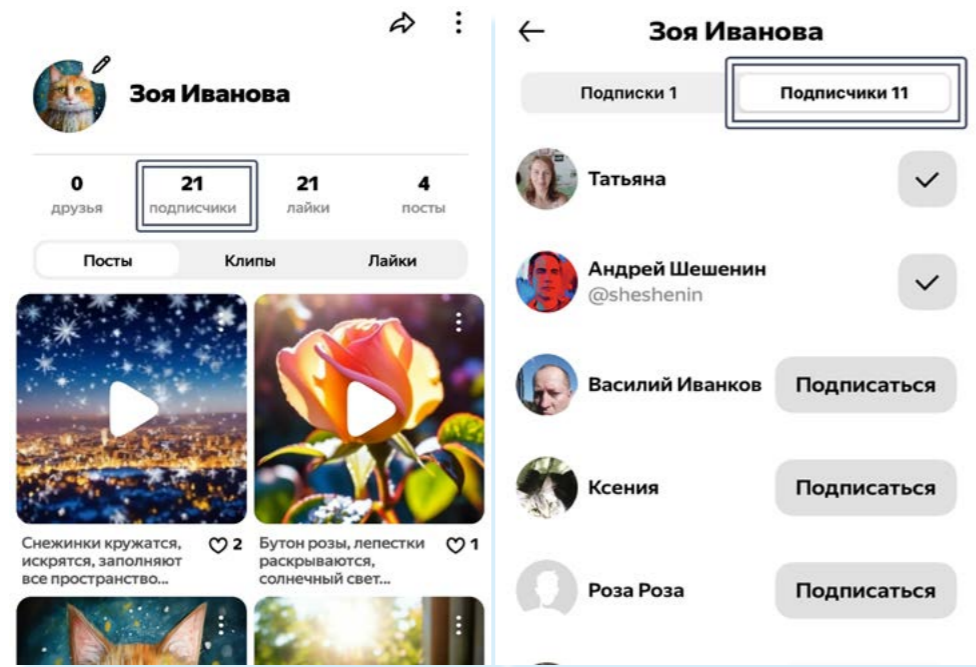 Зоя Иванова
0
друзья
21
подписчики
21
лайки
4
посты
Посты
Клипы
Лайки
Снежинки кружатся,
искрятся, заполняют
все пространство...
2
Бутон розы, лепестки
раскрываются,
солнечный свет...
1
Зоя Иванова
Подписки 1
Подписчики 11
Татьяна
Андрей Шешенин
@sheshenin
Василий Иванков
Подписаться
Ксения
Подписаться
Роза Роза
Подписаться